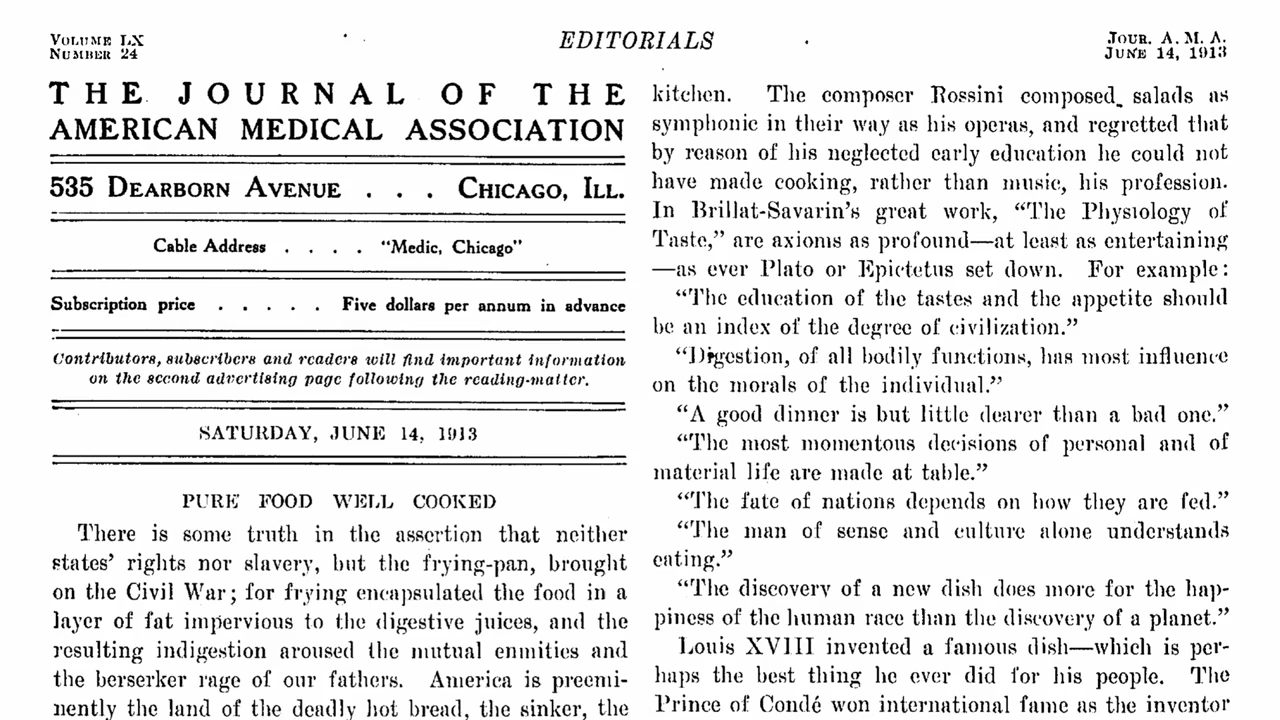 VOLUME LX
NUMBER 24
EDITORIALS
JOUR. A. M. A.
JUNE 14, 1913
THE JOURNAL OF THE
AMERICAN MEDICAL ASSOCIATION
535 DEARBORN AVENUE . . . CHICAGO, ILL.
Cable Address . . . . "Medic, Chicago"
Subscription price . . . . . Five dollars per annum in advance
Contributors, subscribers and readers will find important information
on the second advertising page following the reading-matter.
SATURDAY, JUNE 14, 1913
PURE FOOD WELL COOKED
There is some truth in the assertion that neither
states' rights nor slavery, but the frying-pan, brought
on the Civil War; for frying encapsulated the food in a
layer of fat impervious to the digestive juices, and the
resulting indigestion aroused the mutual enmities and
the berserker rage of our fathers. America is preemi-
nently the land of the deadly hot bread, the sinker, the
kitchen. The composer Rossini composed salads as
symphonic in their way as his operas, and regretted that
by reason of his neglected early education he could not
have made cooking, rather than music, his profession.
In Brillat-Savarin's great work, "The Physiology of
Taste," are axioms as profound—at least as entertaining
—as ever Plato or Epictetus set down. For example:
"The education of the tastes and the appetite should
be an index of the degree of civilization."
"Digestion, of all bodily functions, has most influence
on the morals of the individual."
"A good dinner is but little dearer than a bad one."
"The most momentous decisions of personal and of
material life are made at table."
"The fate of nations depends on how they are fed."
"The man of sense and culture alone understands
eating."
"The discovery of a new dish does more for the hap-
piness of the human race than the discovery of a planet."
Louis XVIII invented a famous dish—which is per-
haps the best thing he ever did for his people. The
Prince of Condé won international fame as the inventor